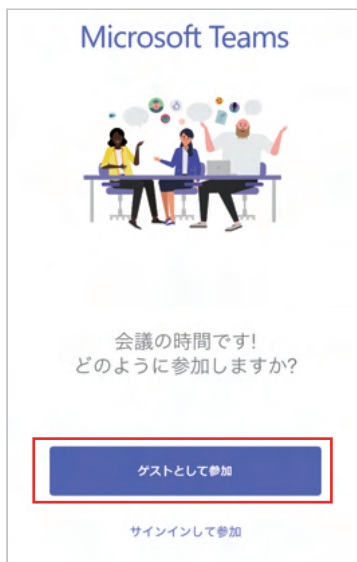 Microsoft Teams
会議の時間です!
どのように参加しますか?
ゲストとして参加
サインインして参加